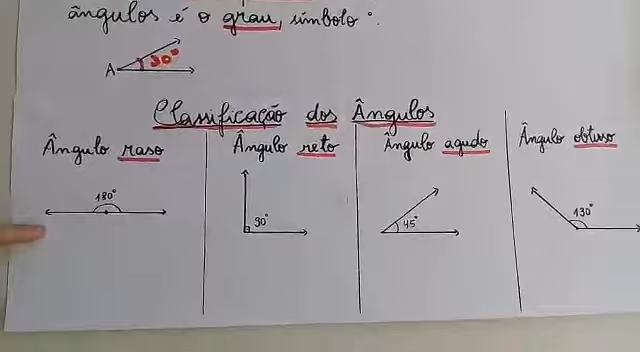 ângulos é o grau, símbolo °.
30°
A
Classificação dos Ângulos
Ângulo raso
Ângulo reto
Ângulo agudo
Ângulo obtuso
180°
90°
45°
130°